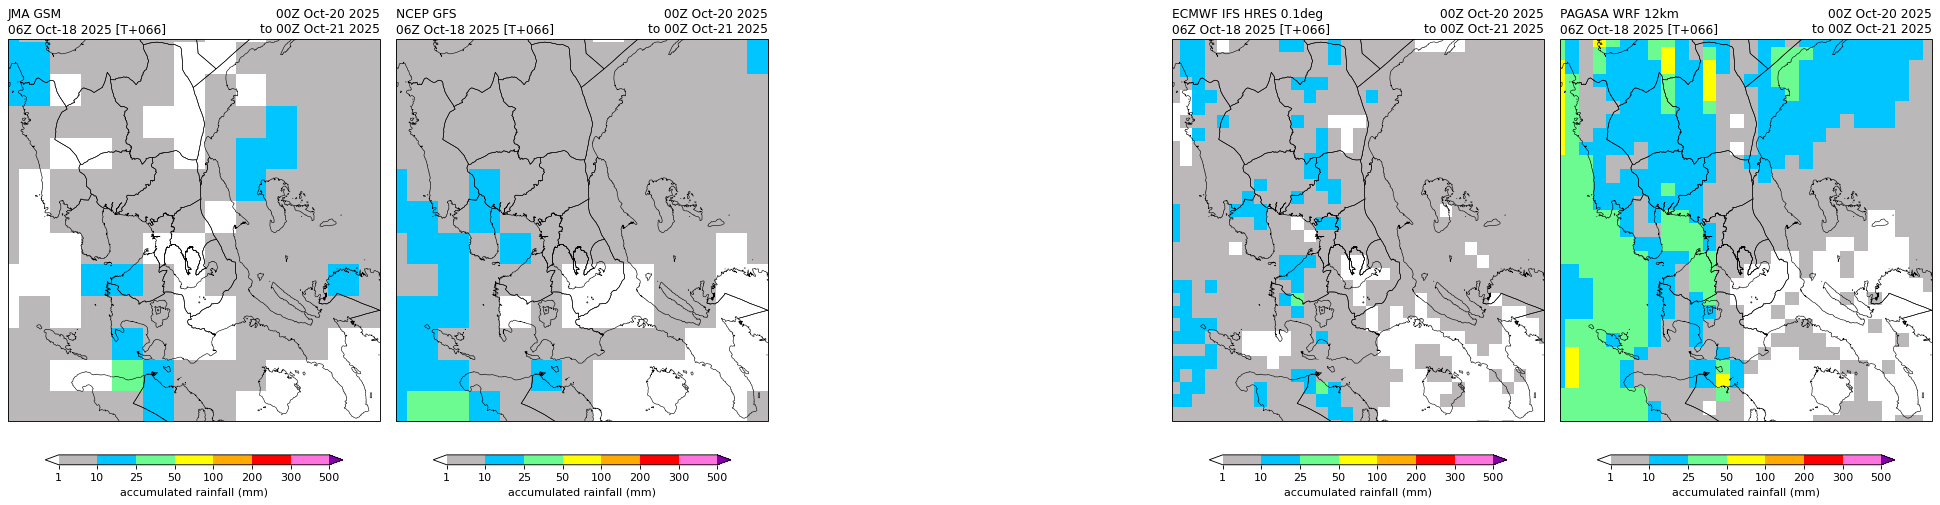 JMA GSM 00Z Oct-20 2025
06Z Oct-18 2025 [T+066] to 00Z Oct-21 2025
NCEP GFS 00Z Oct-20 2025
06Z Oct-18 2025 [T+066] to 00Z Oct-21 2025
ECMWF IFS HRES 0.1deg 00Z Oct-20 2025
06Z Oct-18 2025 [T+066] to 00Z Oct-21 2025
PAGASA WRF 12km 00Z Oct-20 2025
06Z Oct-18 2025 [T+066] to 00Z Oct-21 2025
1 10 25 50 100 200 300 500
accumulated rainfall (mm)
1 10 25 50 100 200 300 500
accumulated rainfall (mm)
1 10 25 50 100 200 300 500
accumulated rainfall (mm)
1 10 25 50 100 200 300 500
accumulated rainfall (mm)